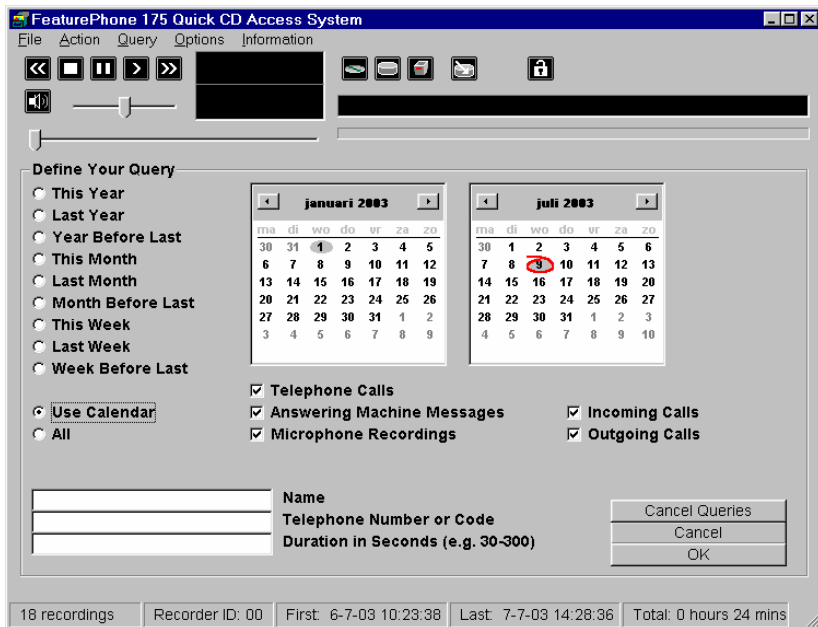 FeaturePhone 175 Quick CD Access System
File Action Query Options Information
Define Your Query
This Year
Last Year
Year Before Last
This Month
Last Month
Month Before Last
This Week
Last Week
Week Before Last
Use Calendar
All
januari 2003
ma di wo do vr za zo
30 31 1 2 3 4 5
6 7 8 9 10 11 12
13 14 15 16 17 18 19
20 21 22 23 24 25 26
27 28 29 30 31 1 2
3 4 5 6 7 8 9
juli 2003
ma di wo do vr za zo
30 1 2 3 4 5 6
7 8 9 10 11 12 13
14 15 16 17 18 19 20
21 22 23 24 25 26 27
28 29 30 31 1 2 3
4 5 6 7 8 9 10
Telephone Calls
Answering Machine Messages
Microphone Recordings
Incoming Calls
Outgoing Calls
Name
Telephone Number or Code
Duration in Seconds (e.g. 30-300)
Cancel Queries
Cancel
OK
18 recordings
Recorder ID: 00
First: 6-7-03 10:23:38
Last: 7-7-03 14:28:36
Total: 0 hours 24 mins